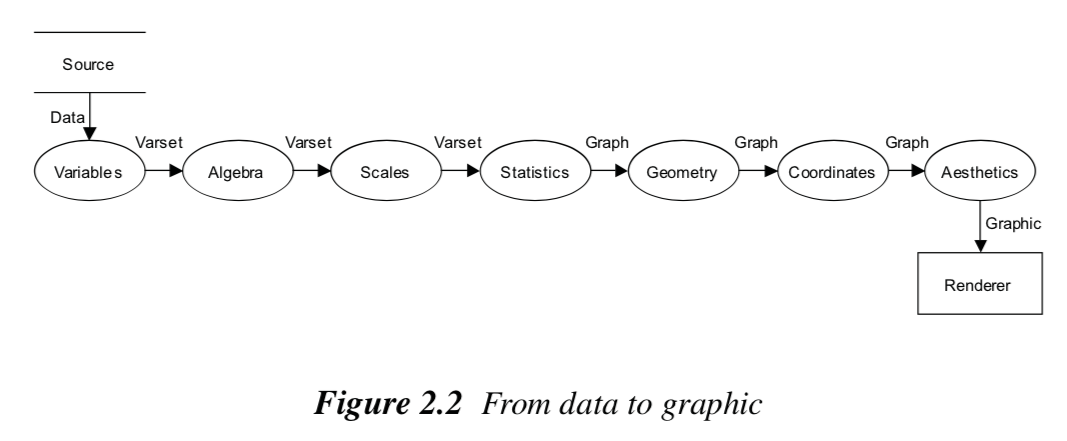 Source
Data
Varset Varset Varset Graph Graph Graph
Variables Algebra Scales Statistics Geometry Coordinates Aesthetics
Graphic
Renderer
Figure 2.2 From data to graphic